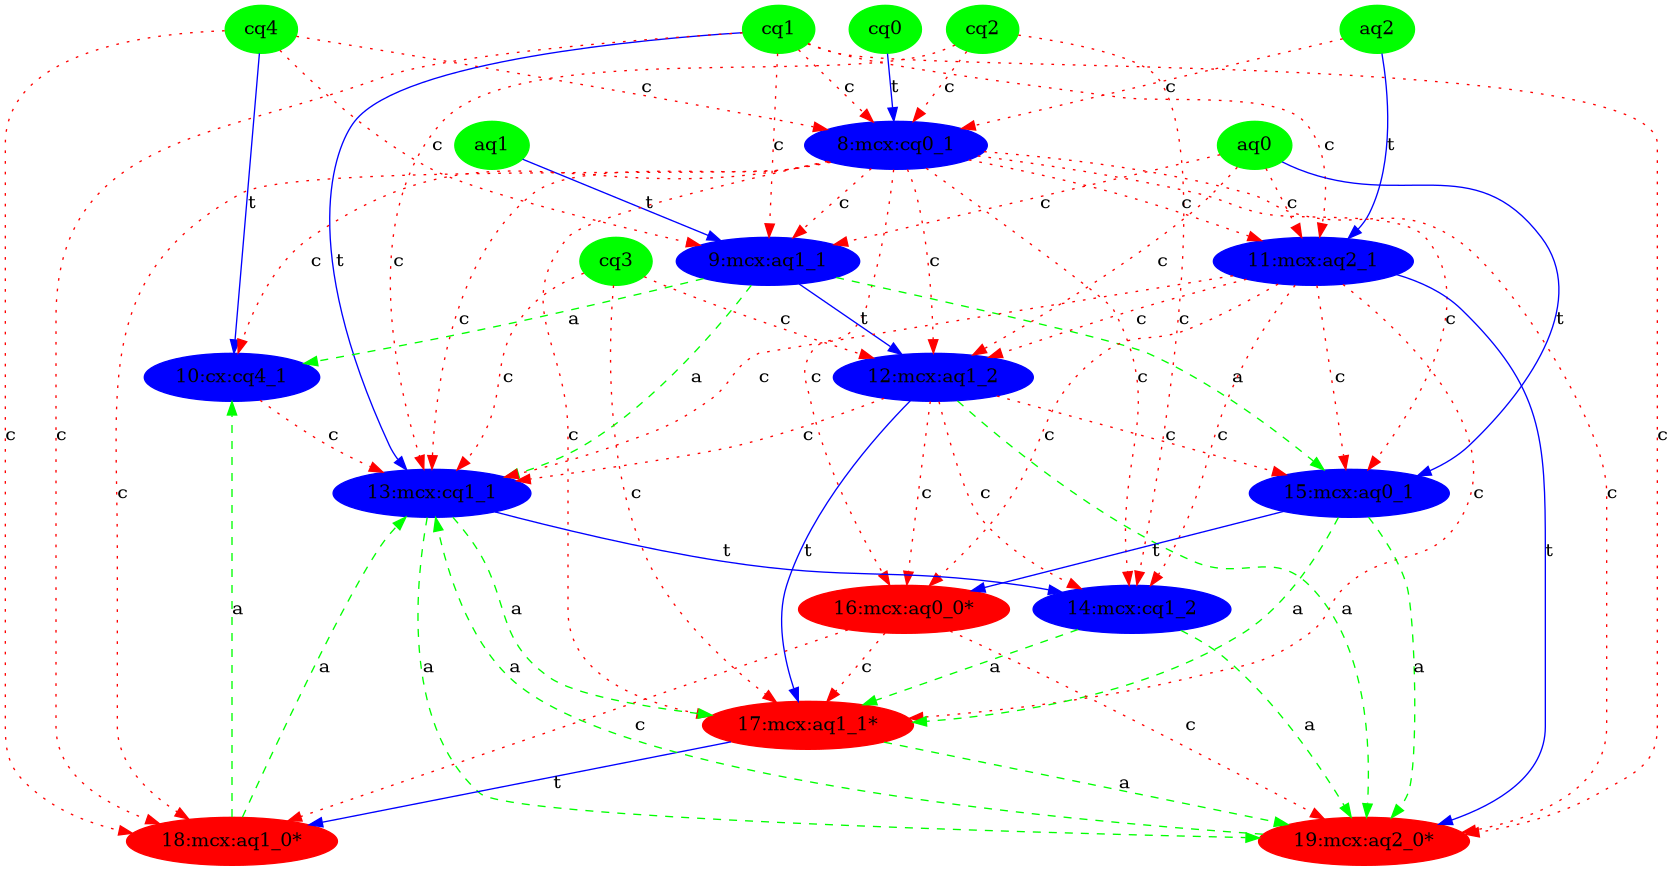 cq4 cq1 cq0 cq2 aq2
c c t c c
aq1 c c c t aq0
8:mcx:cq0_1
t t c c c c
cq3 9:mcx:aq1_1 11:mcx:aq2_1
t c c c c c
a t c c c c t
10:cx:cq4_1 12:mcx:aq1_2
c c a c c a
c c c c c c c
13:mcx:cq1_1 15:mcx:aq0_1
c c c c c c
t t t t
16:mcx:aq0_0* 14:mcx:cq1_2
a a a a a a c a a
17:mcx:aq1_1*
c a c a
t a
18:mcx:aq1_0* 19:mcx:aq2_0*